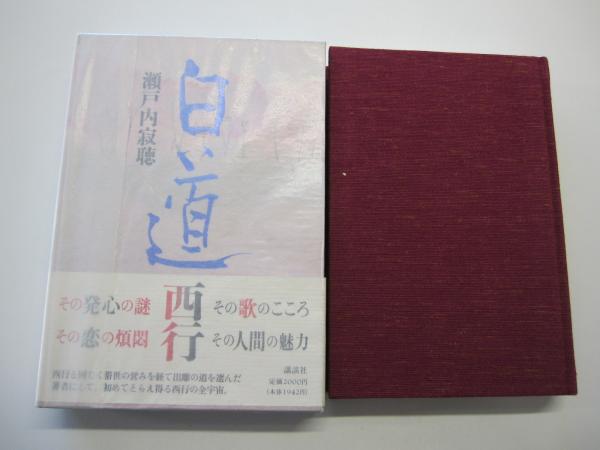 白道
瀬戸内寂聴
西行
その発心の謎
その恋の煩悶
その歌のこころ
その人間の魅力
西行と同じく俗世の営みを経て出離の道を選んだ
著者にして、初めてとらえ得る西行の全宇宙。
講談社
定価2000円
(本体1942円)